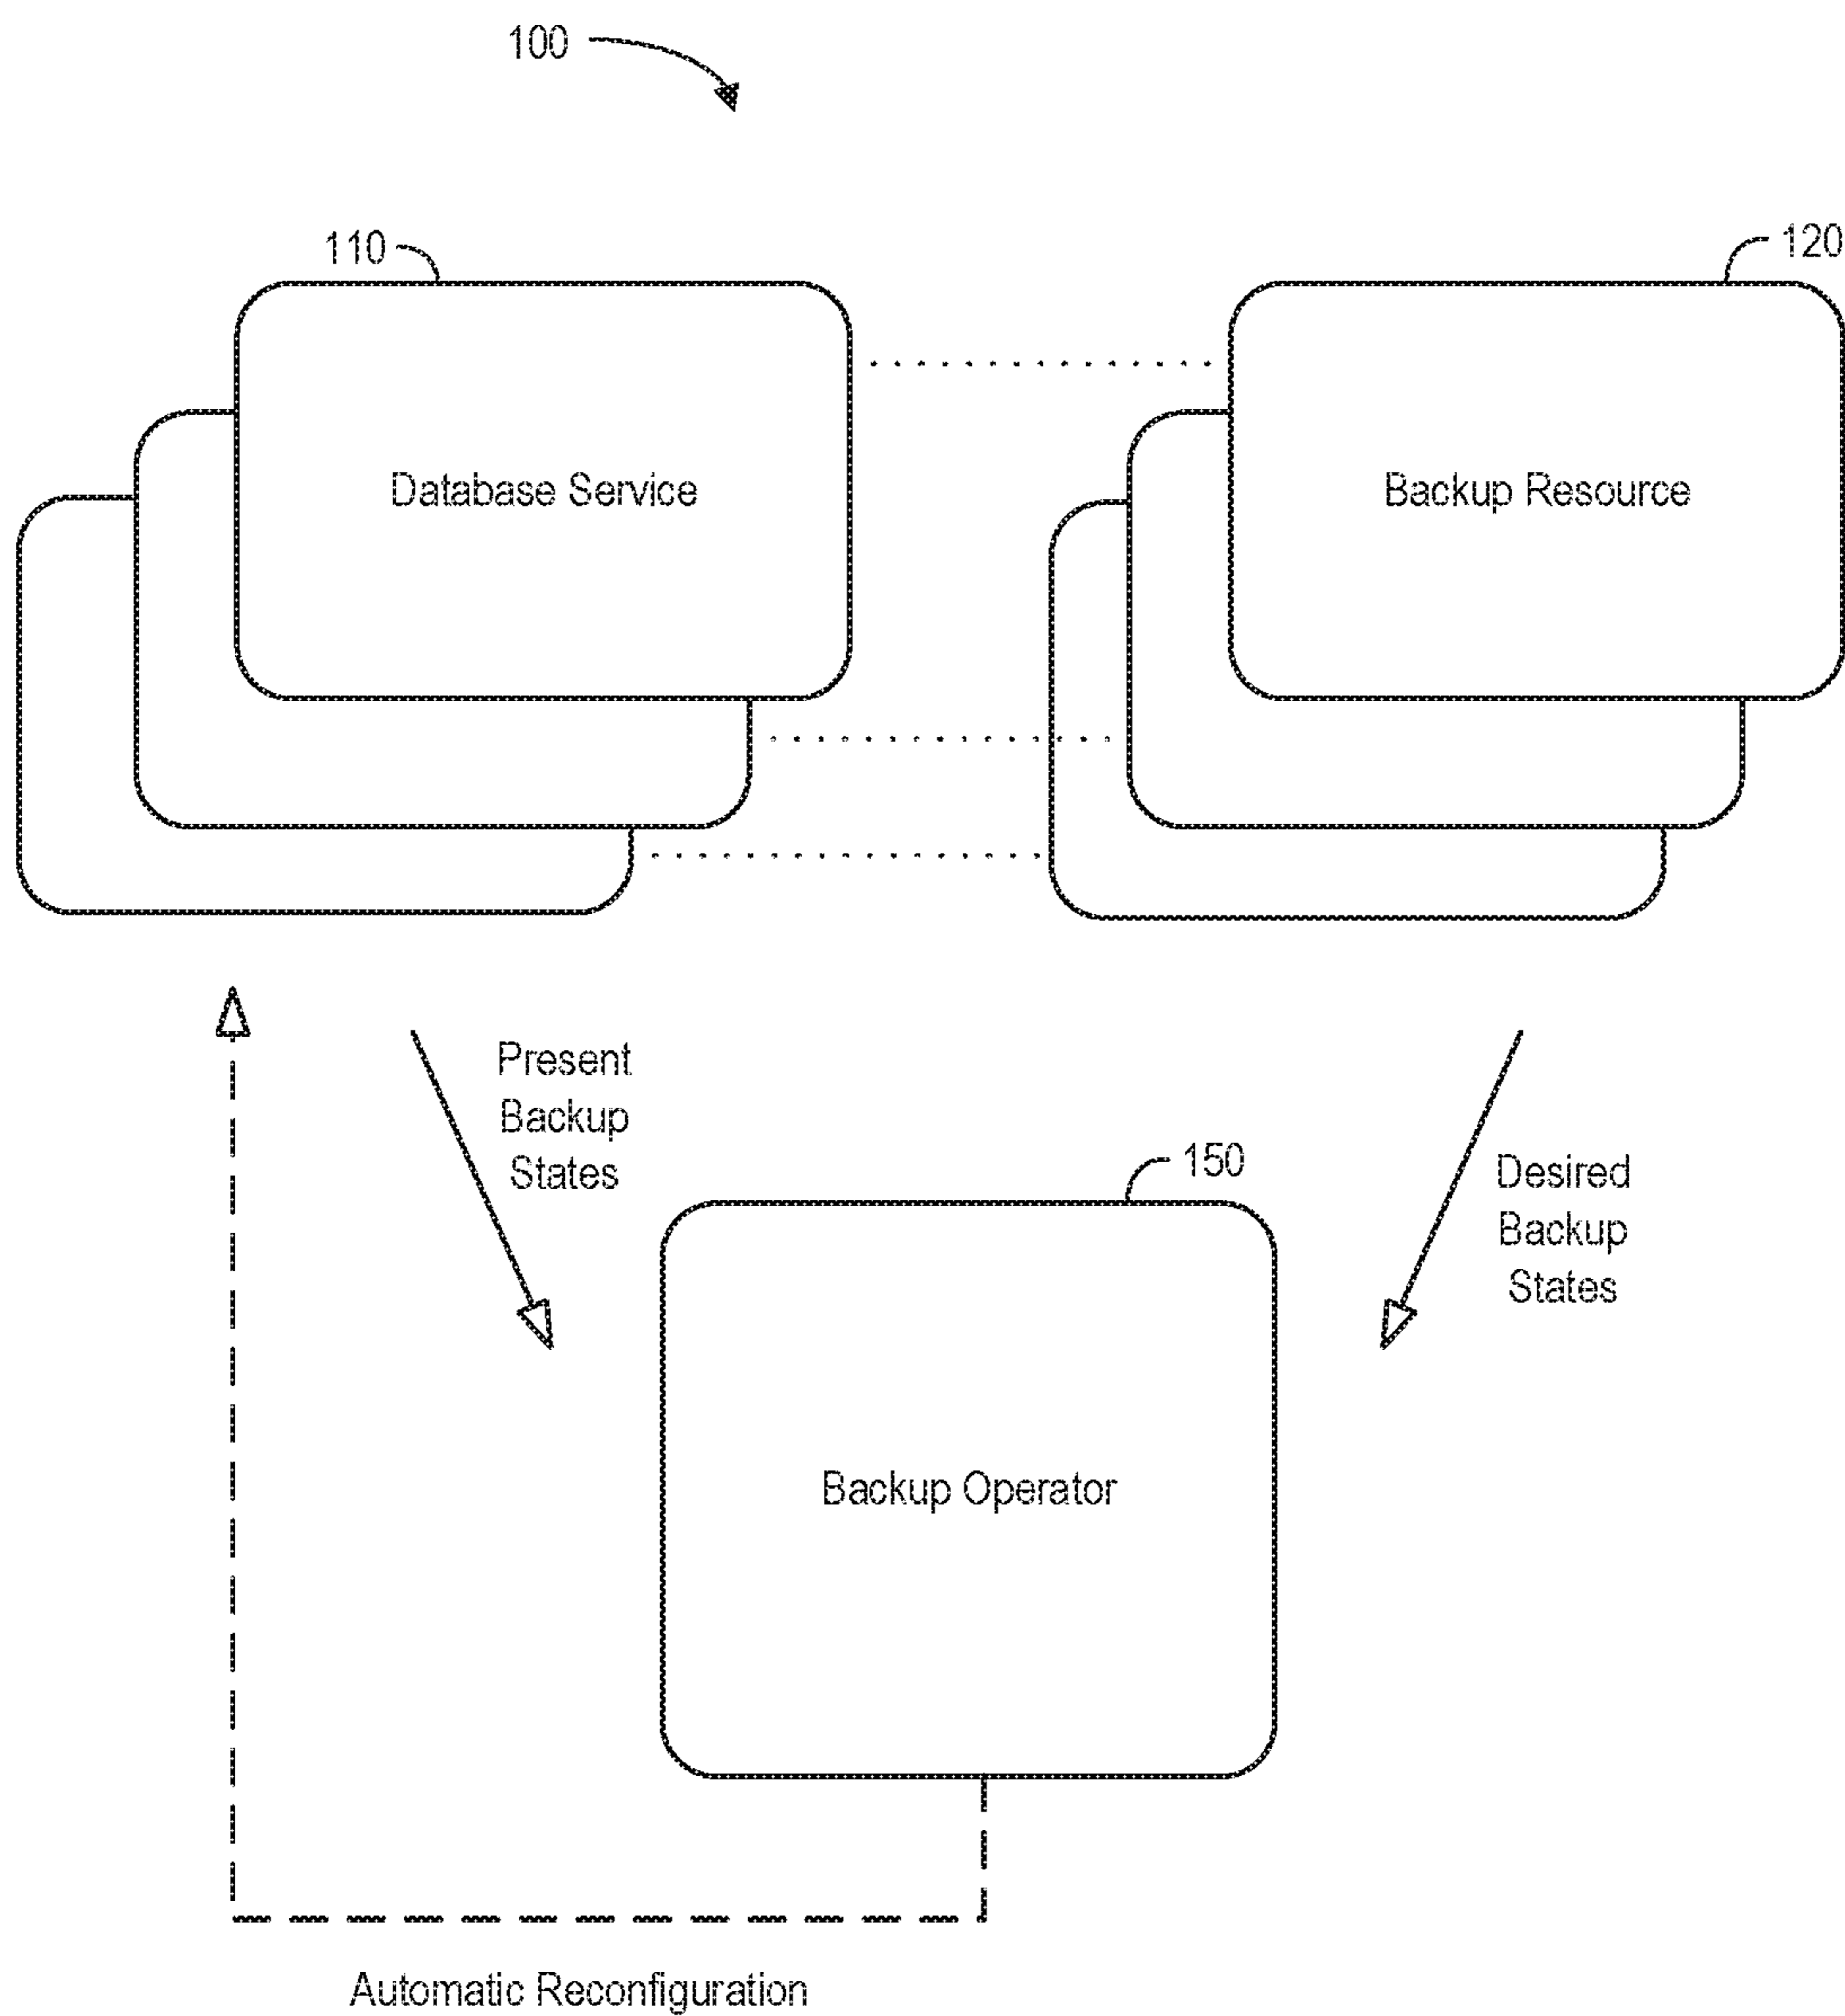 100
110
120
Database Service
Backup Resource
Present
Backup
States
150
Desired
Backup
States
Backup Operator
Automatic Reconfiguration